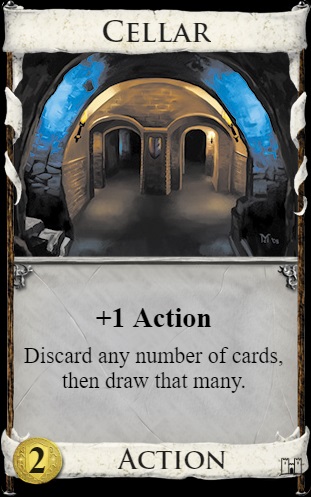 CELLAR
+1 Action
Discard any number of cards,
then draw that many.
2
ACTION